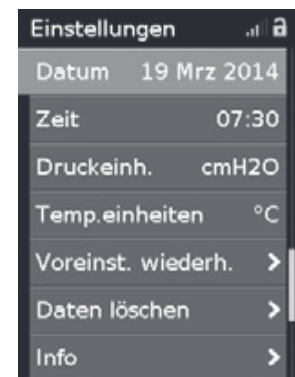 Einstellungen
Datum 19 Mrz 2014
Zeit 07:30
Druckeinh. cmH2O
Temp.einheiten °C
Voreinst. wiederh. >
Daten löschen >
Info >